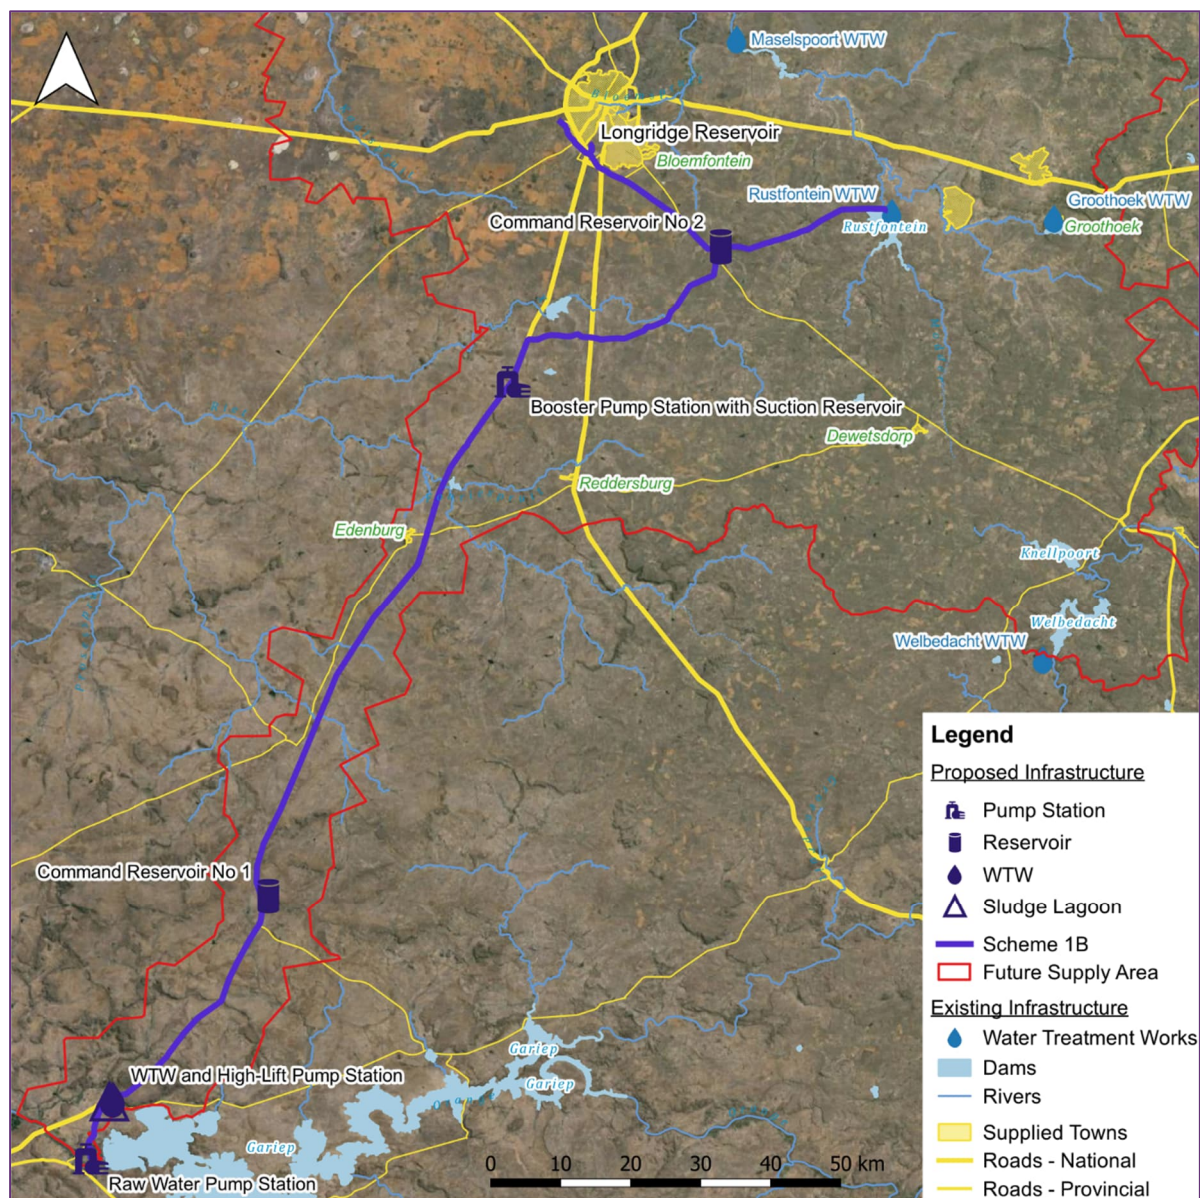 Maselspoort WTW
Longridge Reservoir
Bloemfontein
Rustfontein WTW
Groothoek WTW
Command Reservoir No 2
Rustfontein
Groothoek
Booster Pump Station with Suction Reservoir
Dewetsdorp
Reddersburg
Edenburg
Knellpoort
Welbedacht
Welbedacht WTW
Command Reservoir No 1
Gariep
WTW and High-Lift Pump Station
Gariep
Gariep
Raw Water Pump Station
0 10 20 30 40 50 km
Legend
Proposed Infrastructure
Pump Station
Reservoir
WTW
Sludge Lagoon
Scheme 1B
Future Supply Area
Existing Infrastructure
Water Treatment Works
Dams
Rivers
Supplied Towns
Roads - National
Roads - Provincial